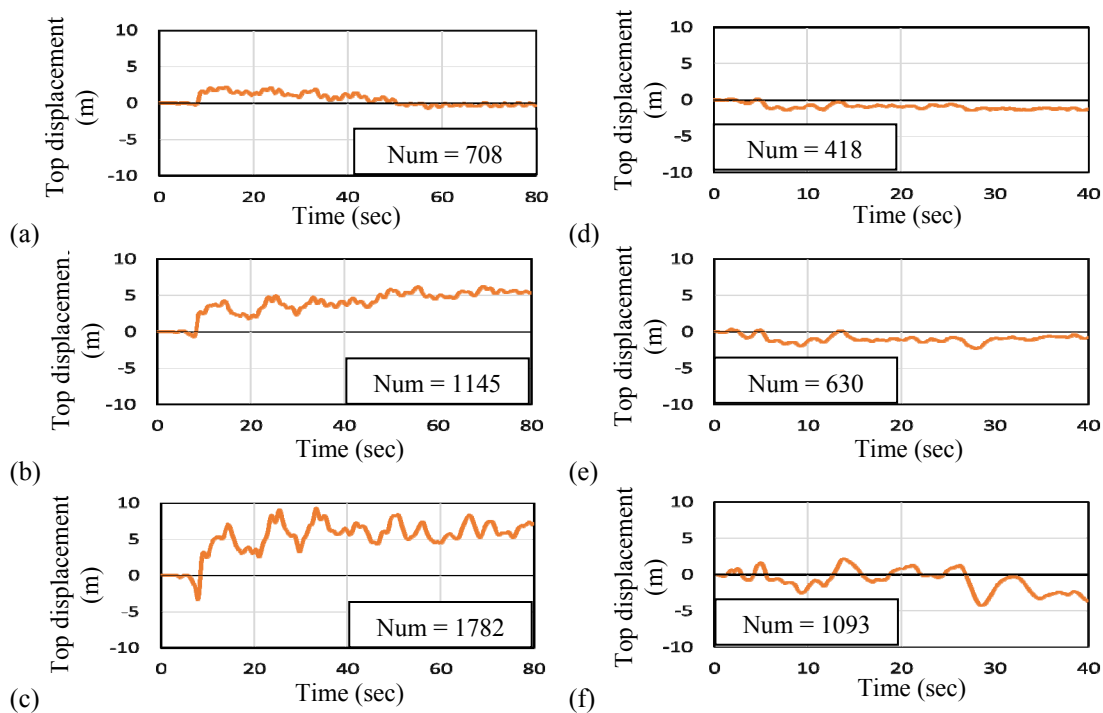 Top displacement
(m)
10
5
0
-5
-10
Num = 708
0 20 40 60 80
Time (sec)
(a)
Top displacement
(m)
10
5
0
-5
-10
Num = 418
0 10 20 30 40
Time (sec)
(d)
Top displacemen.
(m)
10
5
0
-5
-10
Num = 1145
0 20 40 60 80
Time (sec)
(b)
Top displacement
(m)
10
5
0
-5
-10
Num = 630
0 10 20 30 40
Time (sec)
(e)
Top displacement
(m)
10
5
0
-5
-10
Num = 1782
0 20 40 60 80
Time (sec)
(c)
Top displacement
(m)
10
5
0
-5
-10
Num = 1093
0 10 20 30 40
Time (sec)
(f)